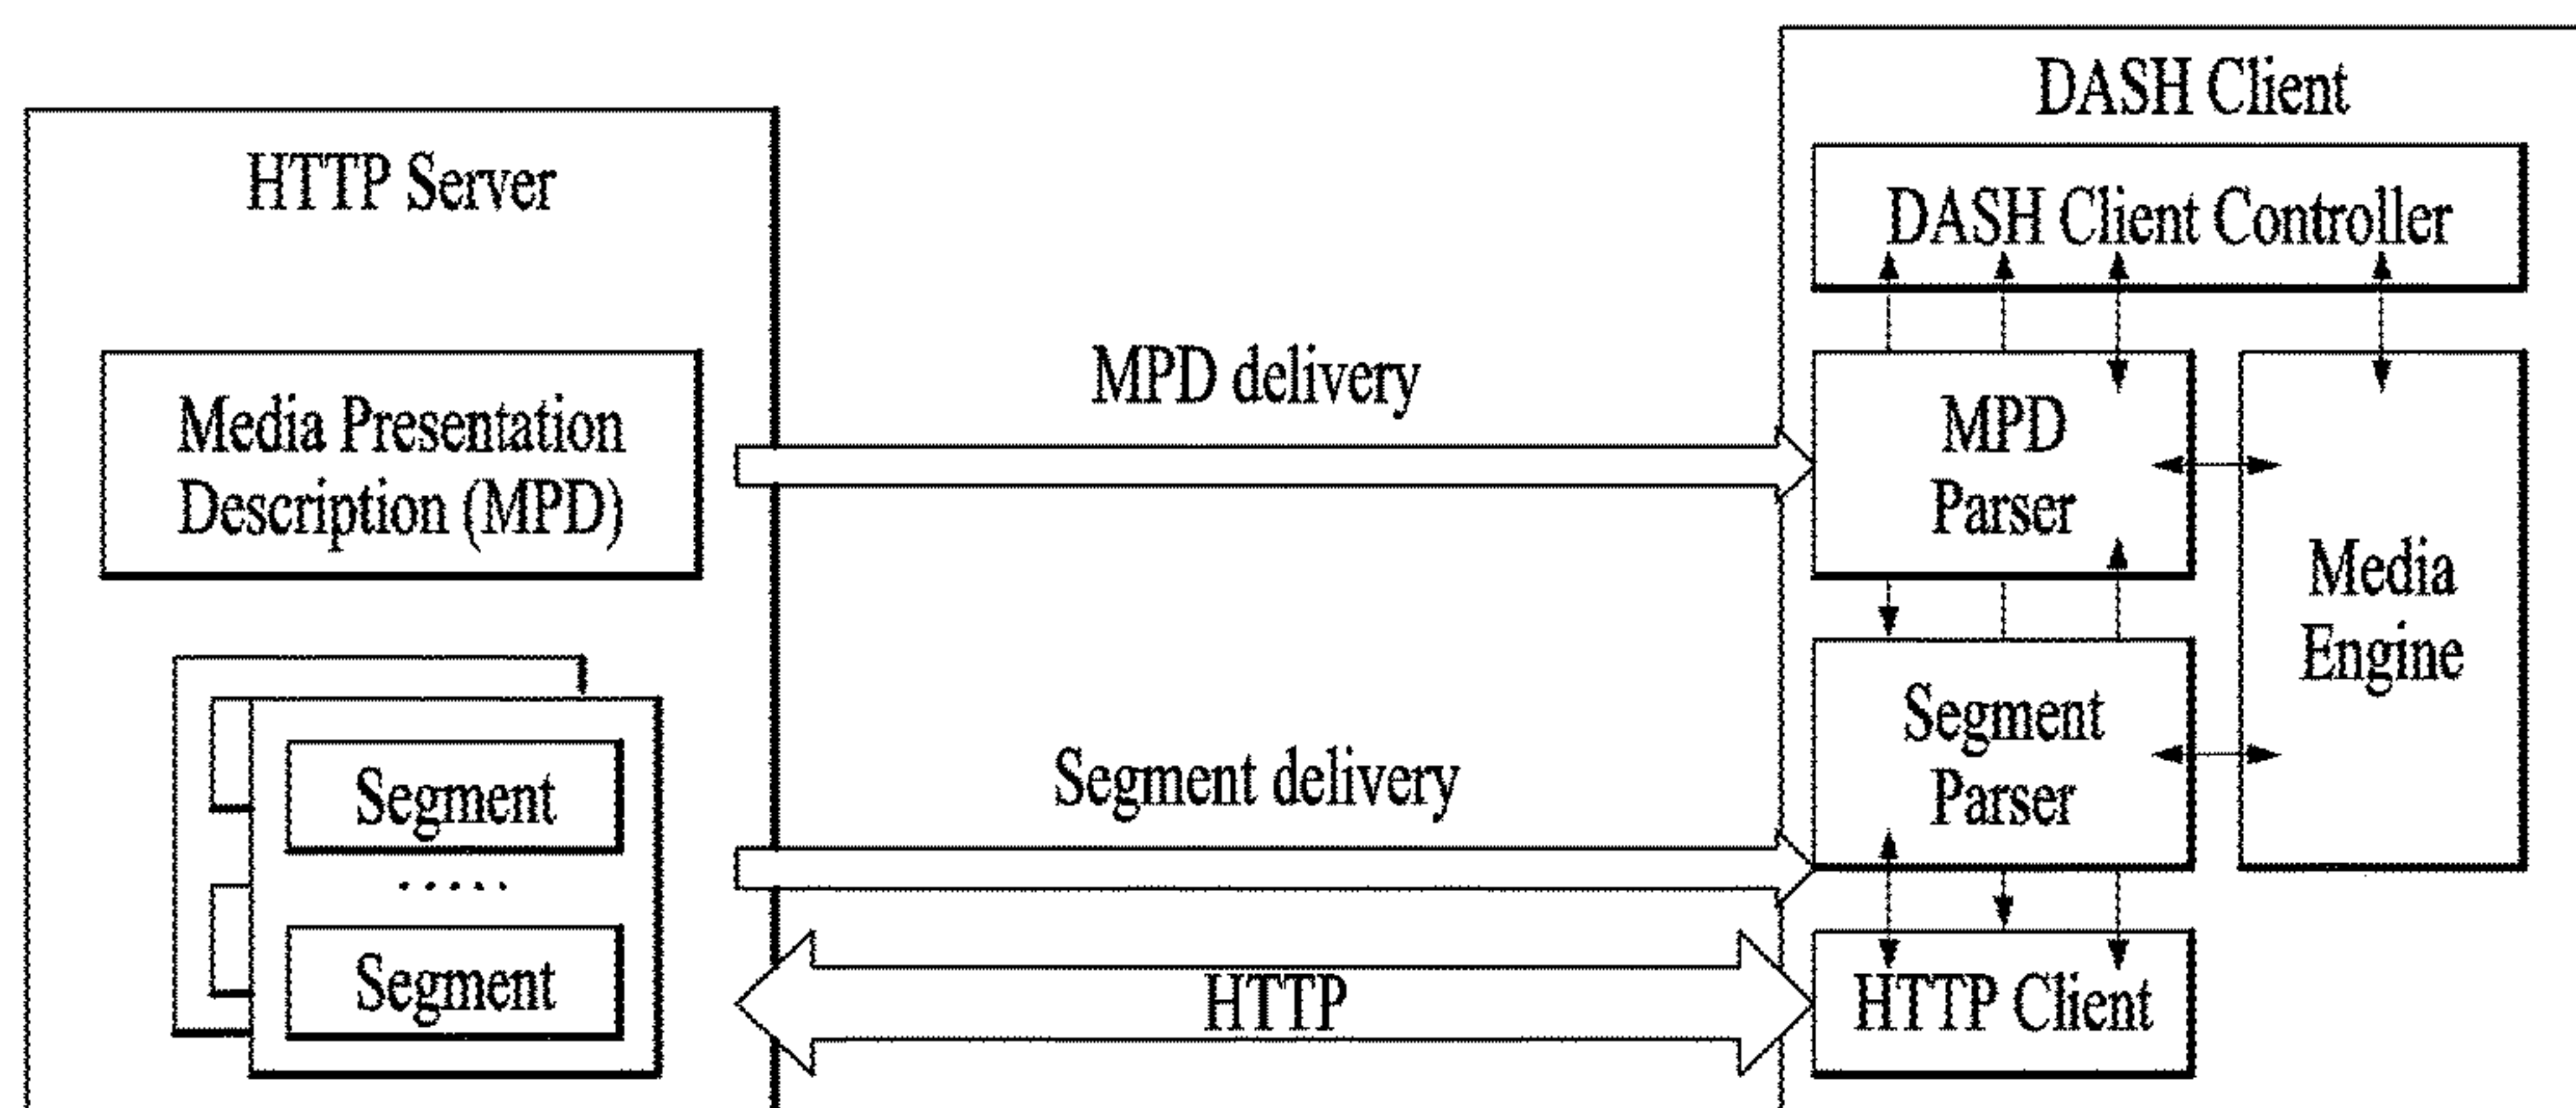 HTTP Server
Media Presentation
Description (MPD)
Segment
.....
Segment
MPD delivery
Segment delivery
HTTP
DASH Client
DASH Client Controller
MPD
Parser
Segment
Parser
Media
Engine
HTTP Client